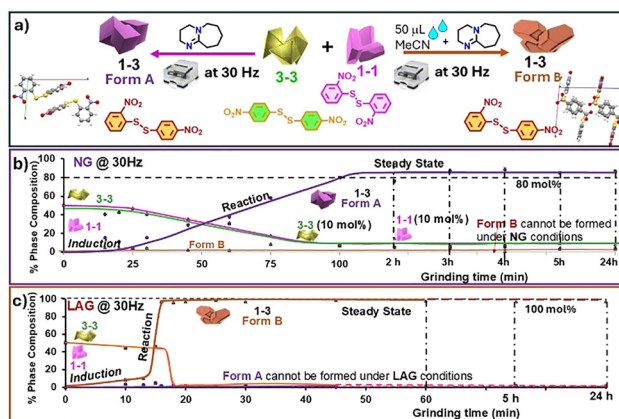 a)
50 µL
MeCN
+
1-3
Form A
at 30 Hz
3-3
+
1-1
at 30 Hz
1-3
Form B
NO2
NO2
S-S
NO2
O2N
S-S
NO2
NO2
S-S
O2N
NO2
S-S
NO2
b) NG @ 30Hz
% Phase Composition)
100
80
60
40
20
0
3-3
1-1
Induction
Reaction
Form B
1-3
Form A
Steady State
80 mol%
3-3 (10 mol%)
1-1 (10 mol%)
Form B cannot be formed
under NG conditions
0 25 50 75 100 2 h 3h 4 h 5h 24h
Grinding time (min)
c) LAG @ 30Hz
% Phase Composition)
100
80
60
40
20
0
3-3
1-1
Induction
Reaction
1-3
Form B
Steady State
100 mol%
Form A cannot be formed under LAG conditions
0 10 20 30 40 50 60 5 h 24 h
Grinding time (min)